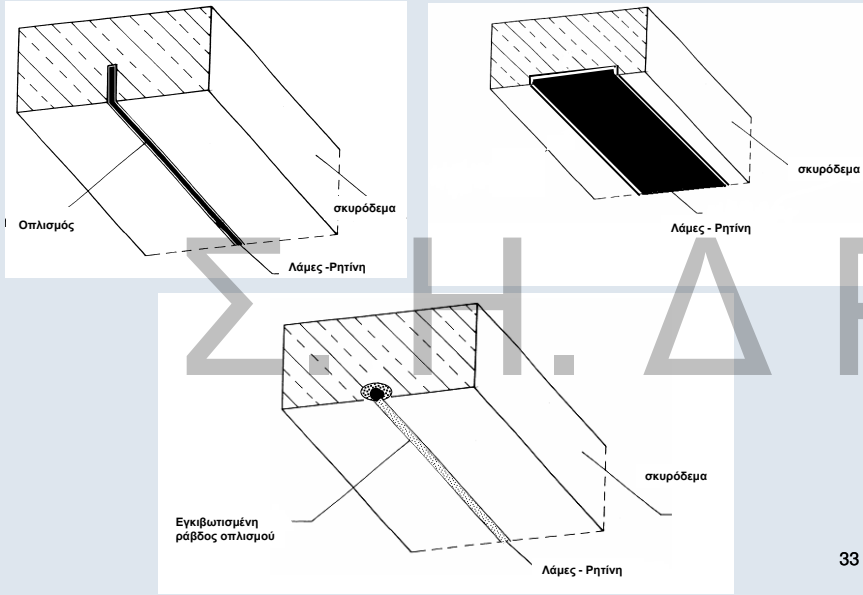 Οπλισμός
σκυρόδεμα
Λάμες -Ρητίνη
σκυρόδεμα
Λάμες - Ρητίνη
Σ. Η. Δ
σκυρόδεμα
Εγκιβωτισμένη
ράβδος οπλισμού
Λάμες - Ρητίνη
33